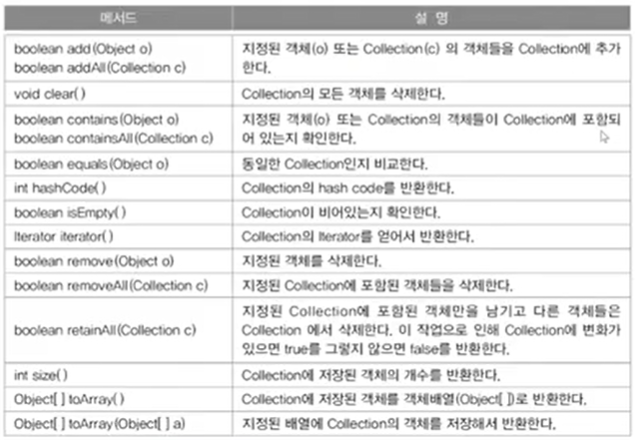 메서드 설 명
boolean add(Object o)
boolean addAll(Collection c)
지정된 객체(o) 또는 Collection(c) 의 객체들을 Collection에 추가
한다.
void clear( ) Collection의 모든 객체를 삭제한다.
boolean contains(Object o)
boolean containsAll(Collection c)
지정된 객체(o) 또는 Collection의 객체들이 Collection에 포함되
어 있는지 확인한다.
boolean equals(Object o) 동일한 Collection인지 비교한다.
int hashCode( ) Collection의 hash code를 반환한다.
boolean isEmpty( ) Collection이 비어있는지 확인한다.
Iterator iterator( ) Collection의 Iterator를 얻어서 반환한다.
boolean remove(Object o) 지정된 객체를 삭제한다.
boolean removeAll(Collection c) 지정된 Collection에 포함된 객체들을 삭제한다.
boolean retainAll(Collection c)
지정된 Collection에 포함된 객체만을 남기고 다른 객체들은
Collection 에서 삭제한다. 이 작업으로 인해 Collection에 변화가
있으면 true를 그렇지 않으면 false를 반환한다.
int size( ) Collection에 저장된 객체의 개수를 반환한다.
Object[ ] toArray( ) Collection에 저장된 객체를 객체배열(Object[ ])로 반환한다.
Object[ ] toArray(Object[ ] a) 지정된 배열에 Collection의 객체를 저장해서 반환한다.